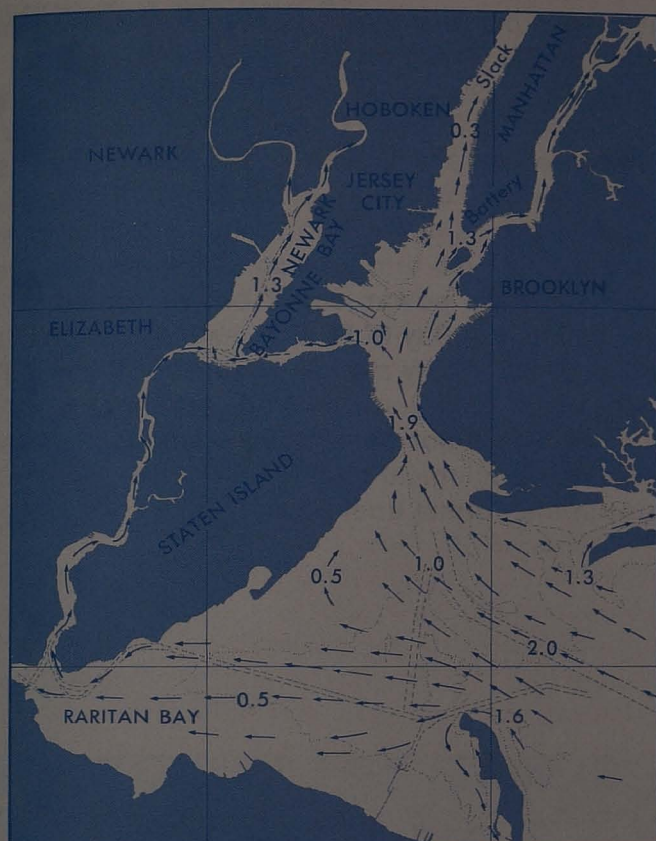 Slack
MANHATTAN
HOBOKEN
0.3
NEWARK
JERSEY
CITY
Battery
1.3
NEWARK
BAY
1.3
BAYONNE
BROOKLYN
ELIZABETH
1.0
1.9
STATEN ISLAND
0.5
1.0
1.3
2.0
0.5
RARITAN BAY
1.6